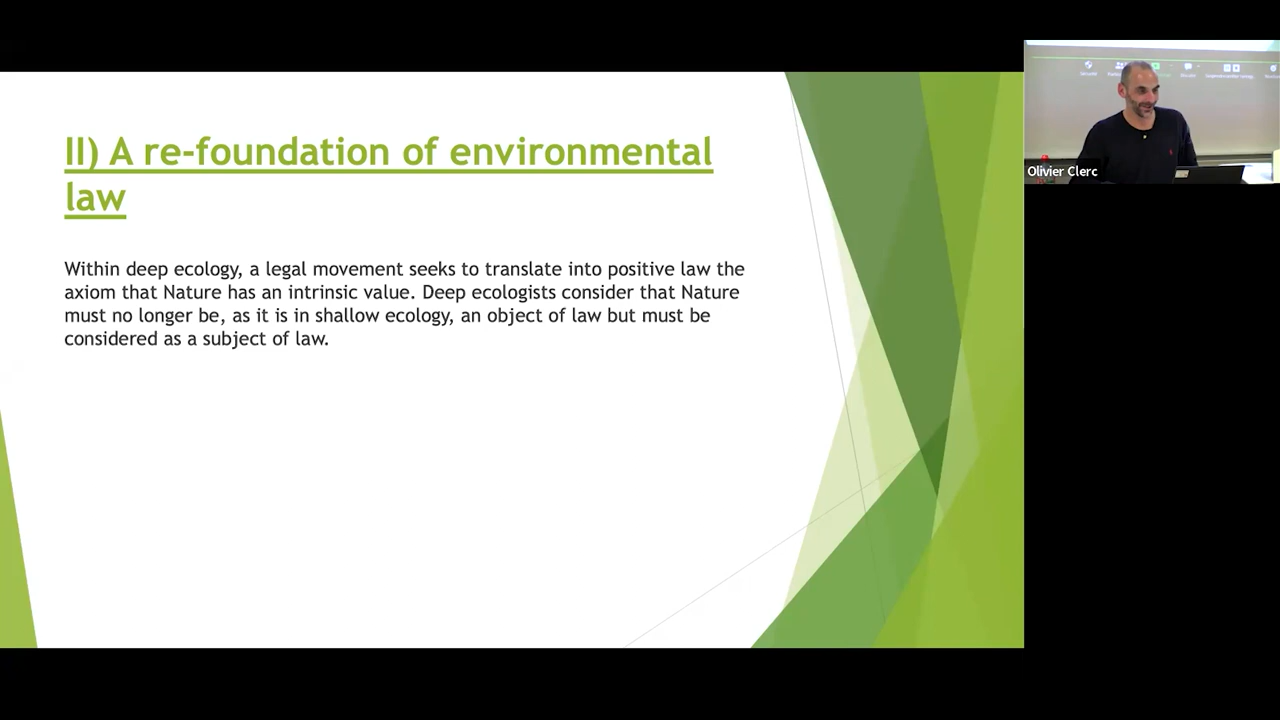 II) A re-foundation of environmental
law
Within deep ecology, a legal movement seeks to translate into positive law the
axiom that Nature has an intrinsic value. Deep ecologists consider that Nature
must no longer be, as it is in shallow ecology, an object of law but must be
considered as a subject of law.
Olivier Clerc